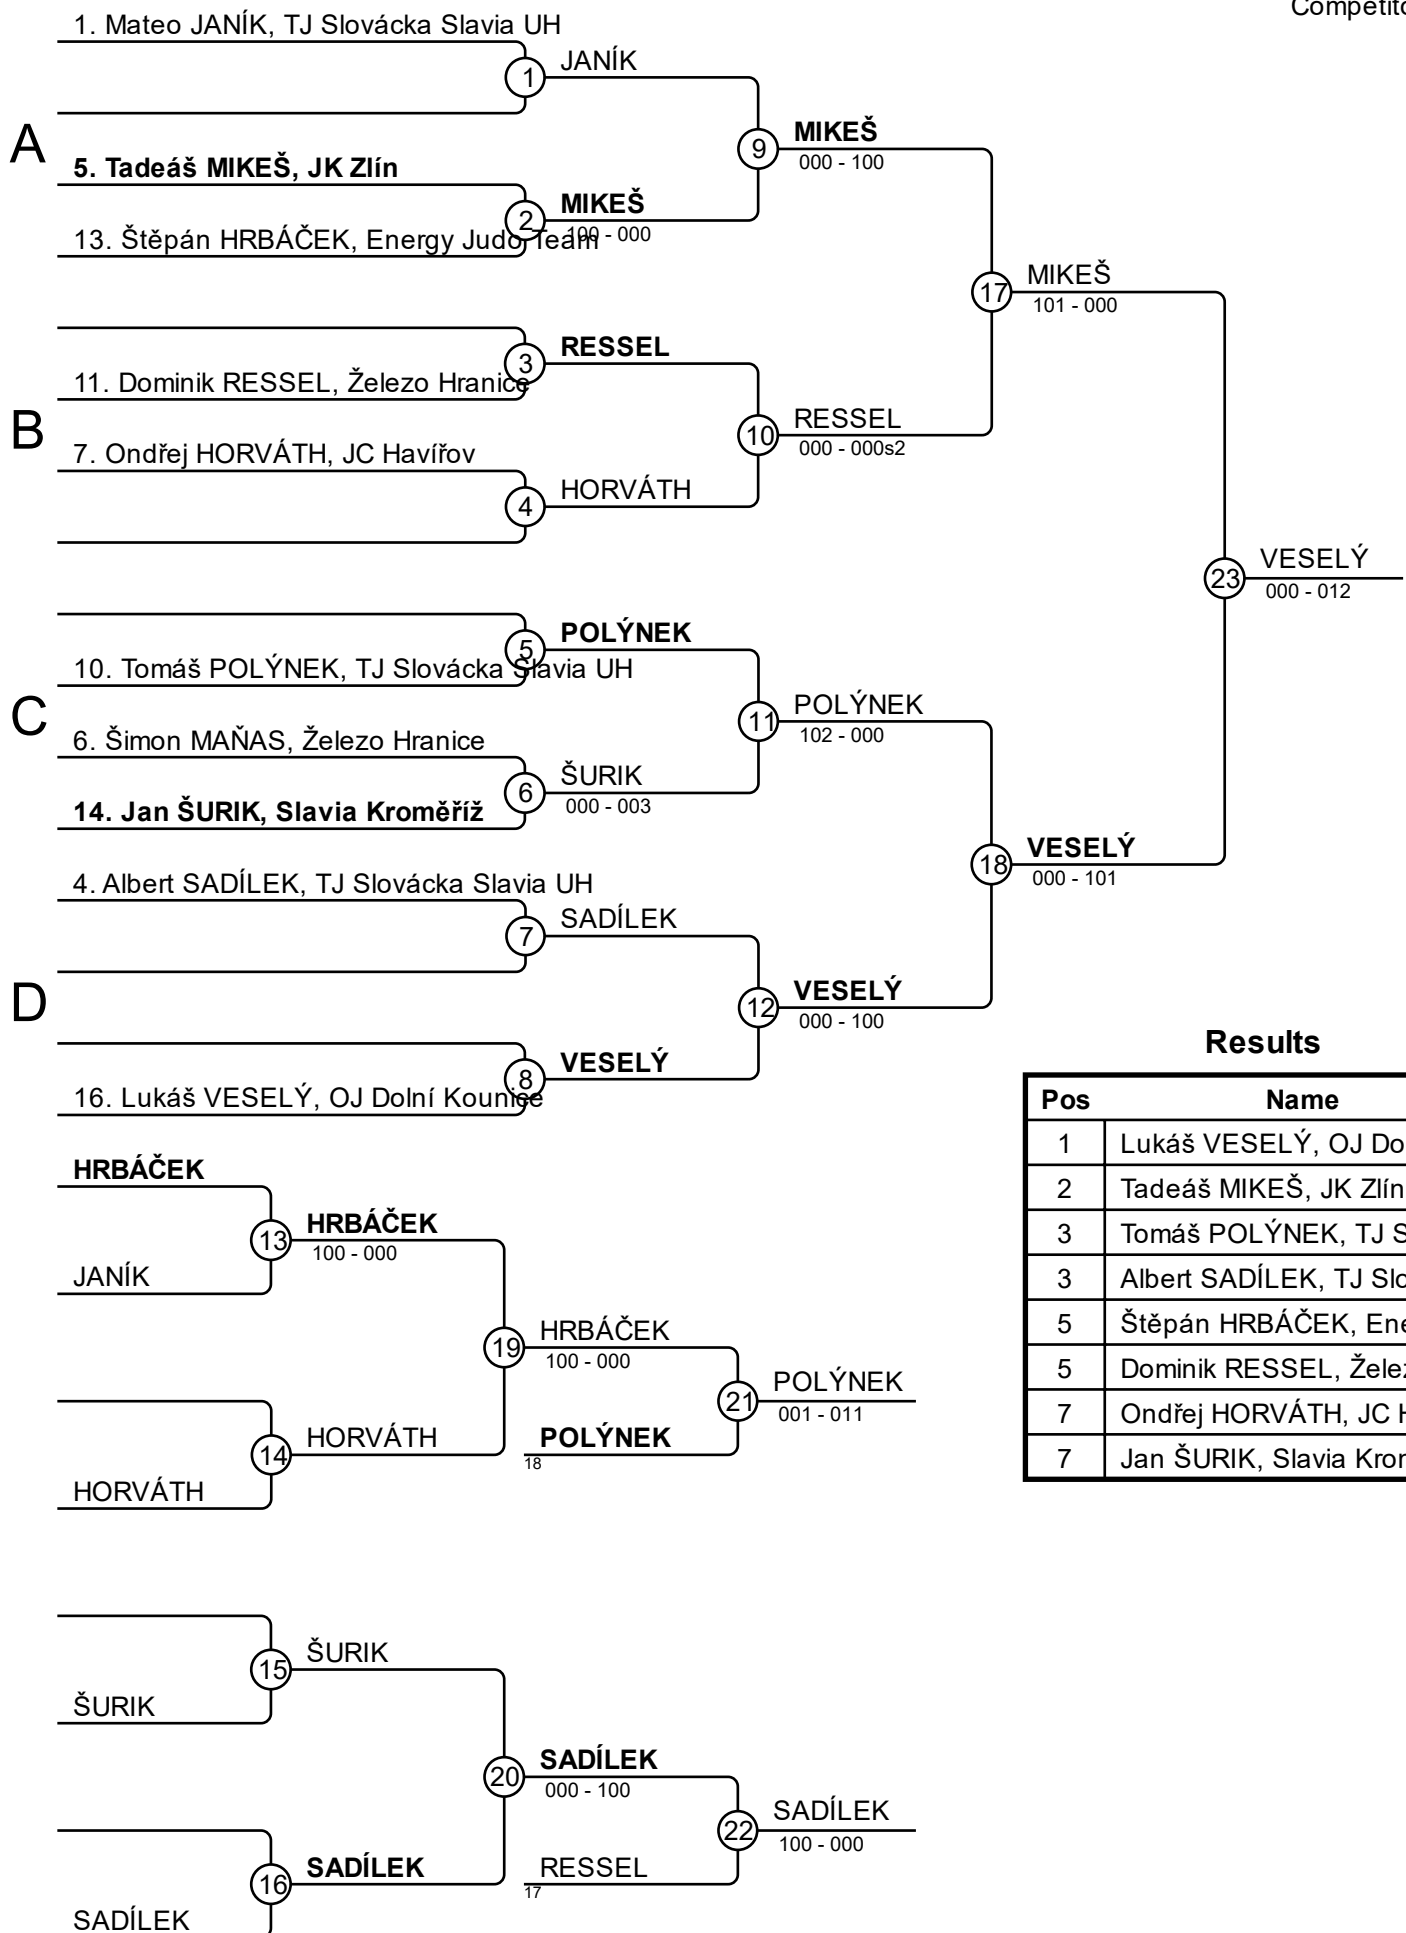 Competito
1. Mateo JANÍK, TJ Slovácka Slavia UH
1
JANÍK
A
5. Tadeáš MIKEŠ, JK Zlín
9
MIKEŠ
000 - 100
2
MIKEŠ
100 - 000
13. Štěpán HRBÁČEK, Energy Judo Team
17
MIKEŠ
101 - 000
3
RESSEL
11. Dominik RESSEL, Železo Hranice
B
10
RESSEL
000 - 000s2
7. Ondřej HORVÁTH, JC Havířov
4
HORVÁTH
23
VESELÝ
000 - 012
5
POLÝNEK
10. Tomáš POLÝNEK, TJ Slovácka Slavia UH
C
11
POLÝNEK
102 - 000
6. Šimon MAŇAS, Železo Hranice
6
ŠURIK
000 - 003
14. Jan ŠURIK, Slavia Kroměříž
18
VESELÝ
000 - 101
4. Albert SADÍLEK, TJ Slovácka Slavia UH
7
SADÍLEK
D
12
VESELÝ
000 - 100
8
VESELÝ
16. Lukáš VESELÝ, OJ Dolní Kounice
Results
Pos Name
1 Lukáš VESELÝ, OJ Do
2 Tadeáš MIKEŠ, JK Zlín
3 Tomáš POLÝNEK, TJ S
3 Albert SADÍLEK, TJ Slo
5 Štěpán HRBÁČEK, Ene
5 Dominik RESSEL, Želez
7 Ondřej HORVÁTH, JC H
7 Jan ŠURIK, Slavia Kro
HRBÁČEK
13
HRBÁČEK
100 - 000
JANÍK
19
HRBÁČEK
100 - 000
21
POLÝNEK
001 - 011
14
HORVÁTH
POLÝNEK
18
HORVÁTH
15
ŠURIK
ŠURIK
20
SADÍLEK
000 - 100
22
SADÍLEK
100 - 000
16
SADÍLEK
RESSEL
17
SADÍLEK